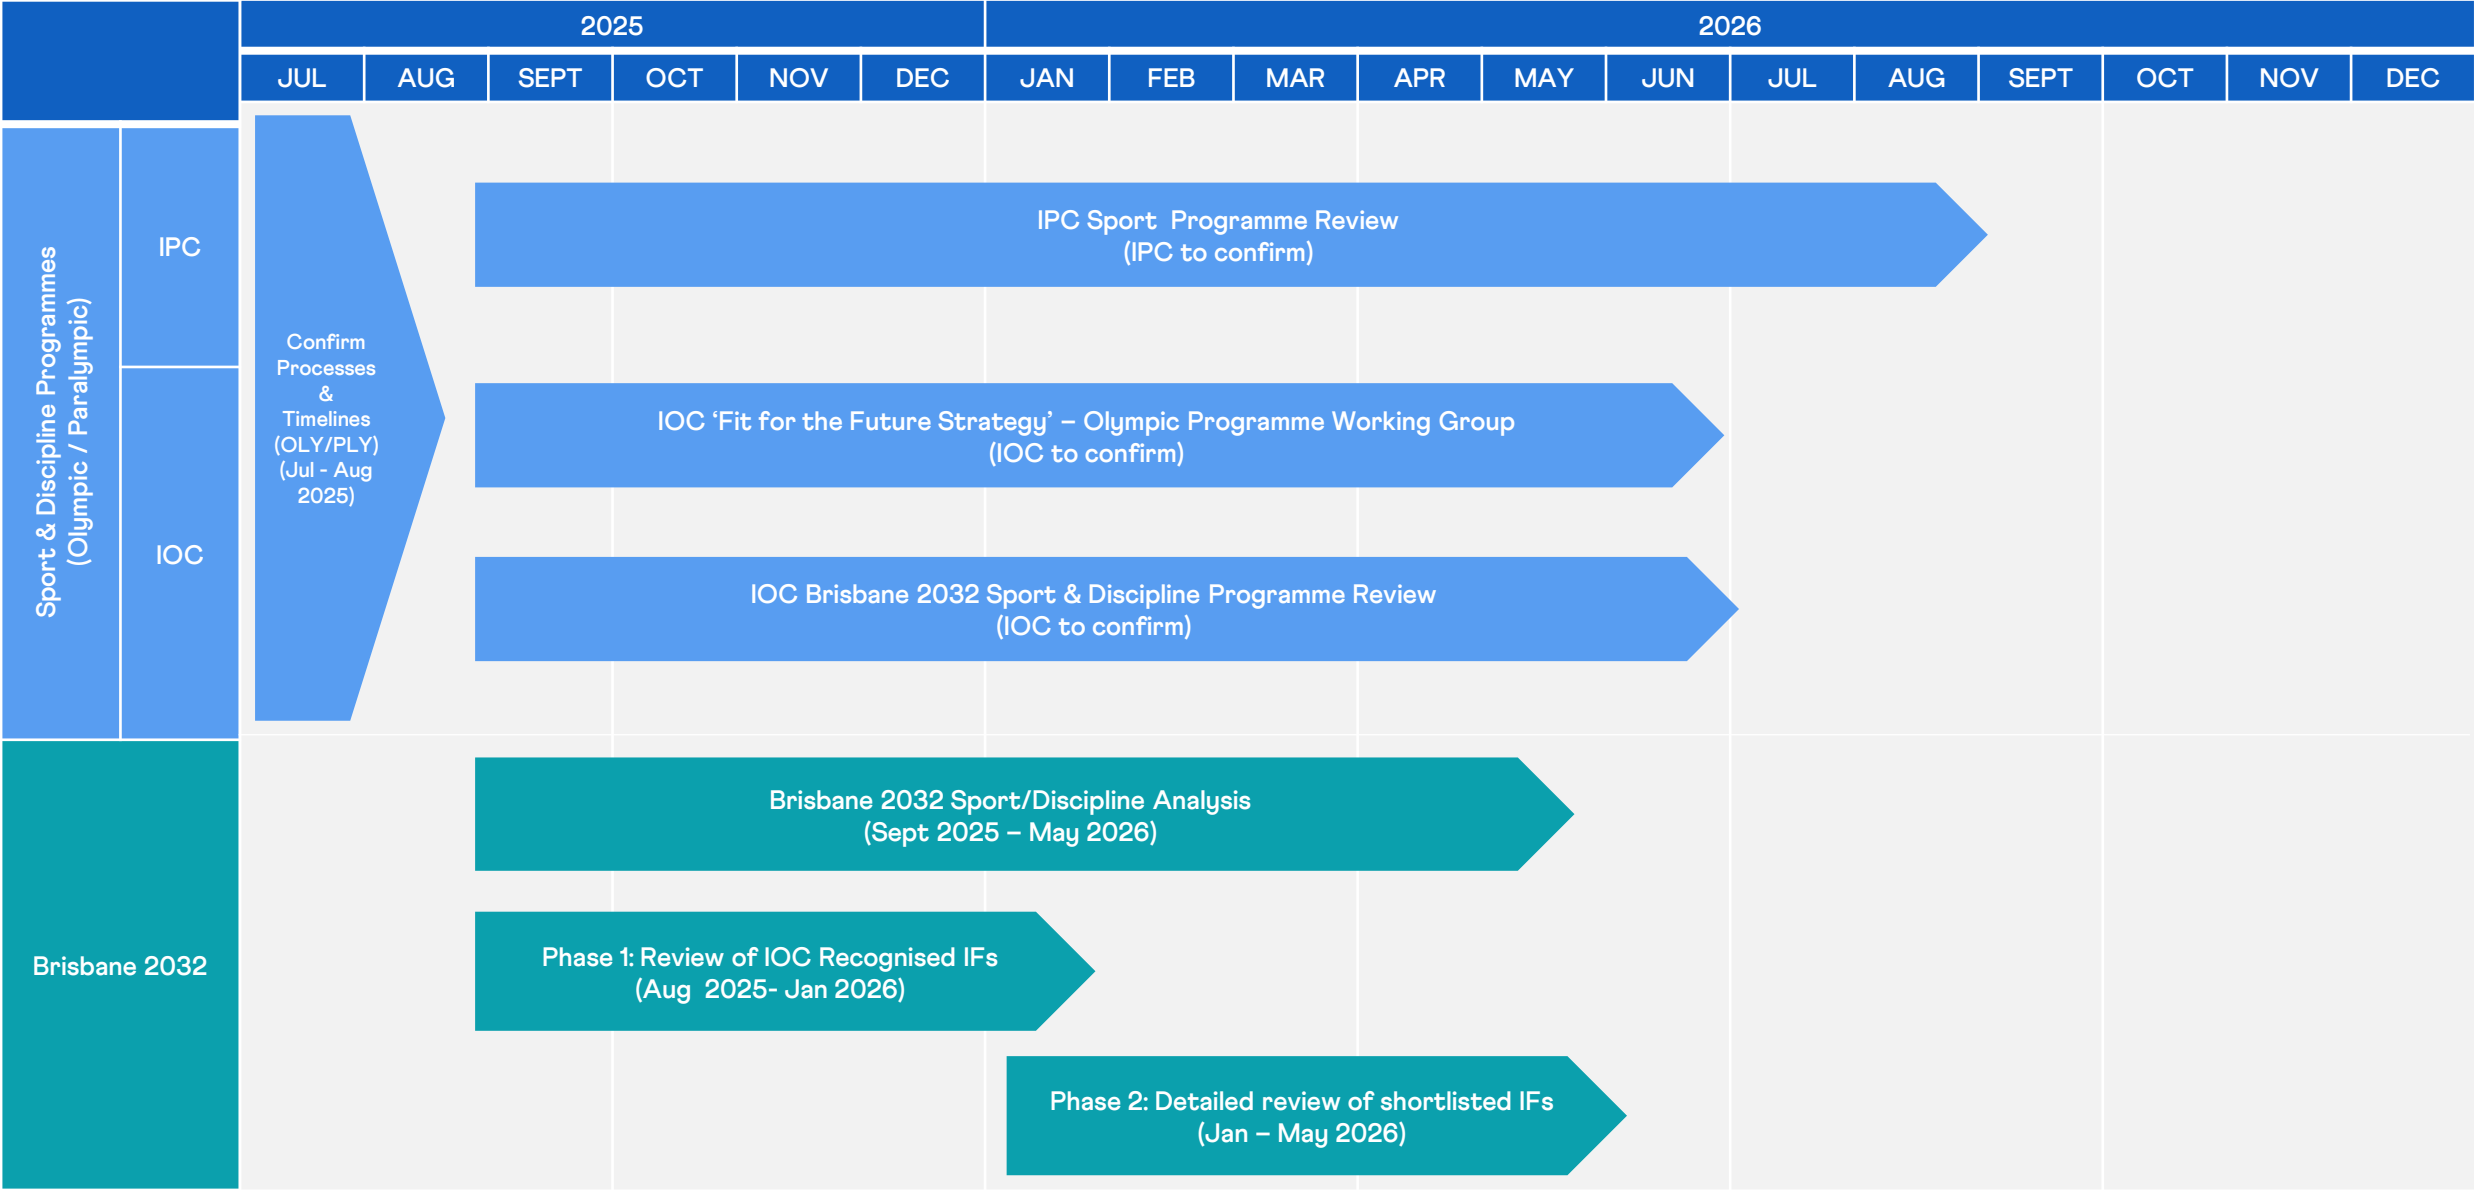 2025
2026
JUL
AUG
SEPT
OCT
NOV
DEC
JAN
FEB
MAR
APR
MAY
JUN
JUL
AUG
SEPT
OCT
NOV
DEC
Sport & Discipline Programmes
(Olympic / Paralympic)
IPC
IOC
Confirm
Processes
&
Timelines
(OLY/PLY)
(Jul - Aug
2025)
IPC Sport  Programme Review
(IPC to confirm)
IOC ‘Fit for the Future Strategy’ – Olympic Programme Working Group
(IOC to confirm)
IOC Brisbane 2032 Sport & Discipline Programme Review
(IOC to confirm)
Brisbane 2032
Brisbane 2032 Sport/Discipline Analysis
(Sept 2025 – May 2026)
Phase 1: Review of IOC Recognised IFs
(Aug  2025- Jan 2026)
Phase 2: Detailed review of shortlisted IFs
(Jan – May 2026)